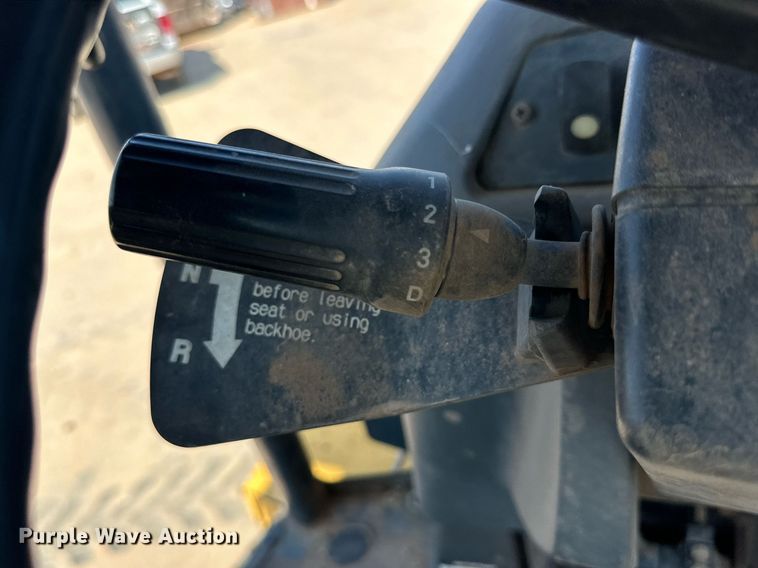 1
2
3
D
N
before leaving
seat or using
backhoe.
R
Purple Wave Auction